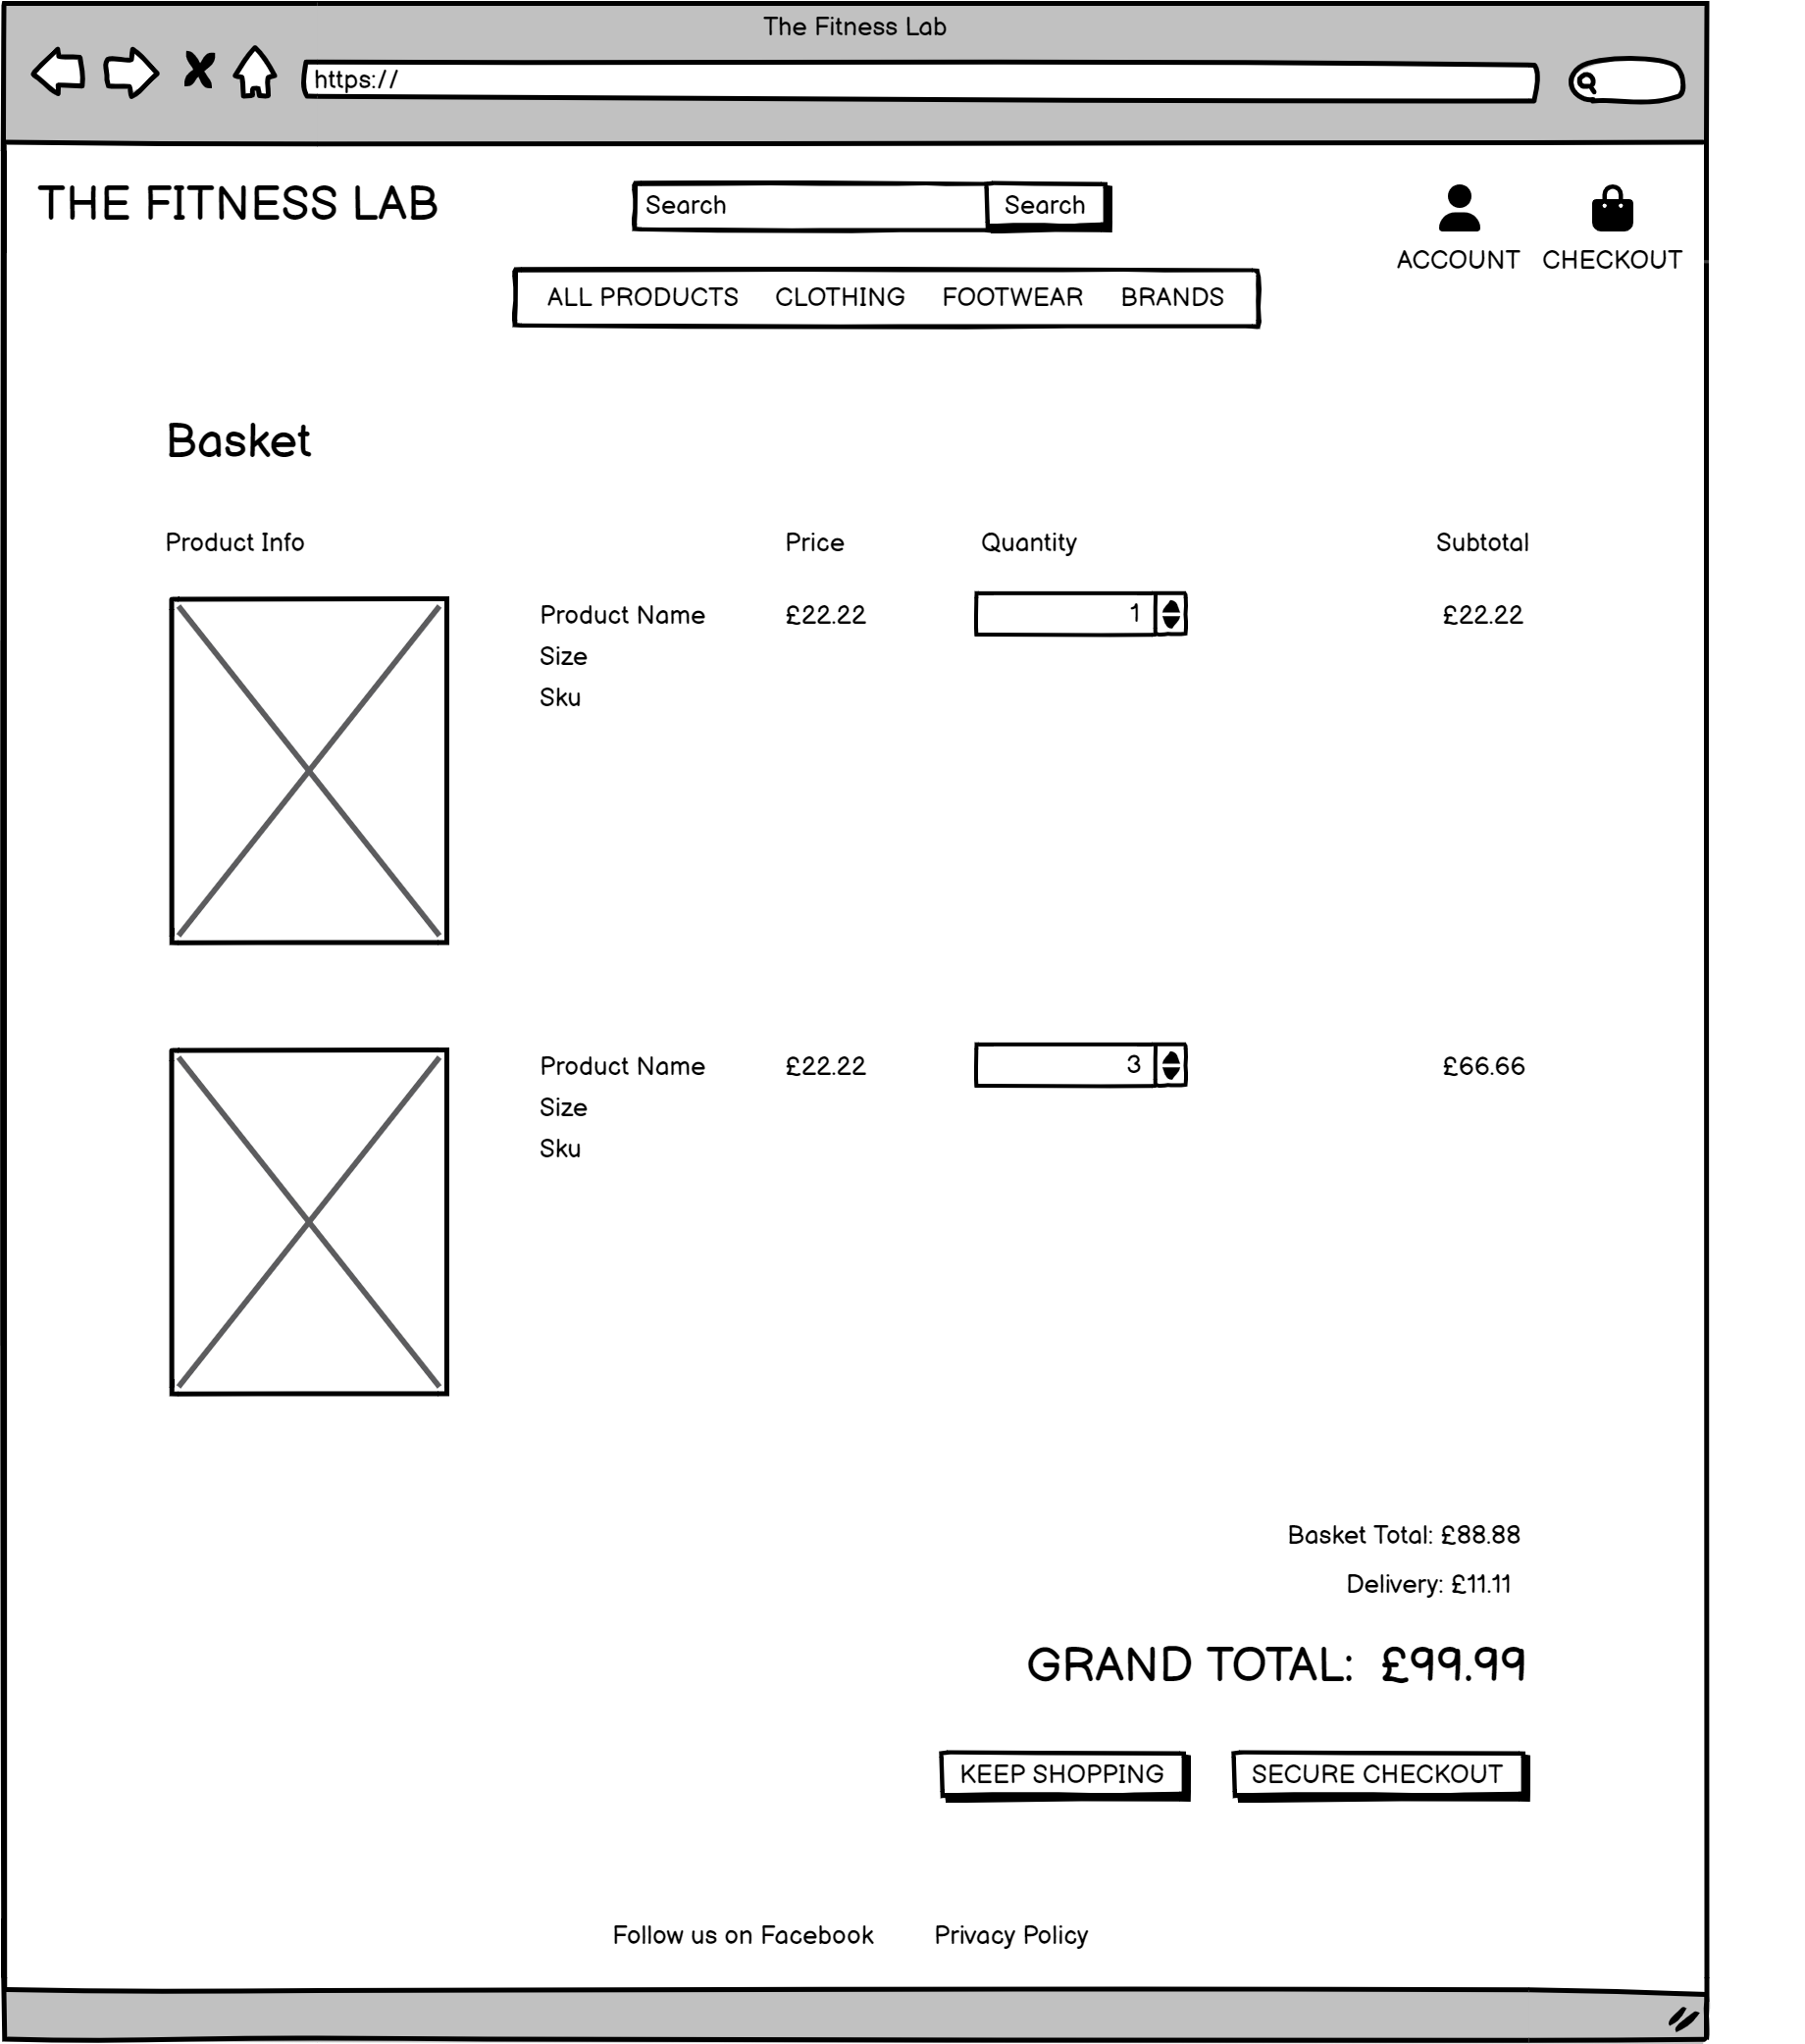 The Fitness Lab
https://
THE FITNESS LAB
Search Search
ACCOUNT CHECKOUT
ALL PRODUCTS CLOTHING FOOTWEAR BRANDS
Basket
Product Info Price Quantity Subtotal
Product Name £22.22 1 £22.22
Size
Sku
Product Name £22.22 3 £66.66
Size
Sku
Basket Total: £88.88
Delivery: £11.11
GRAND TOTAL: £99.99
KEEP SHOPPING SECURE CHECKOUT
Follow us on Facebook Privacy Policy